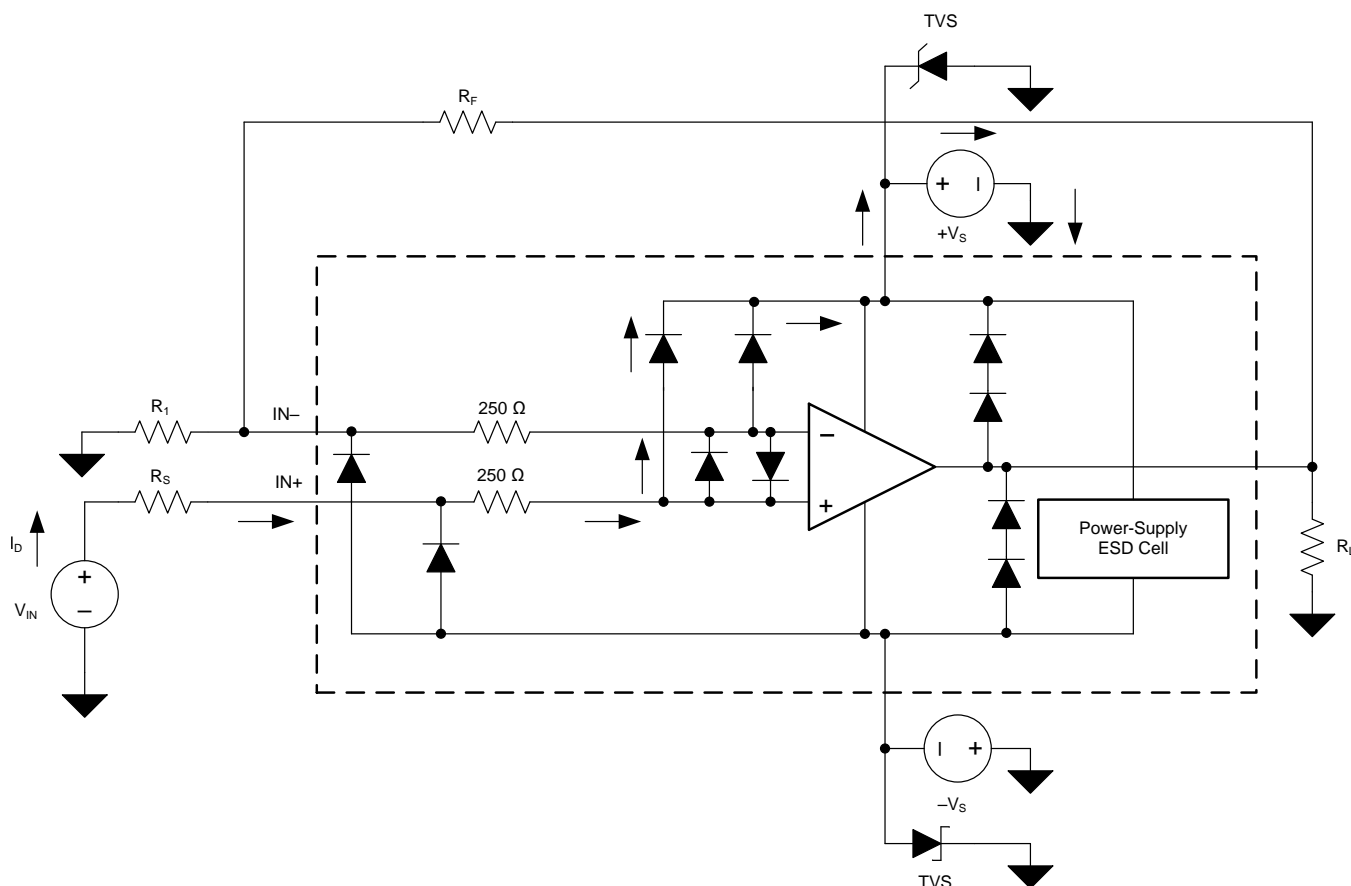 TVS
R_F
+ –
+V_S
R_1
IN–
250 Ω
–
R_S
IN+
250 Ω
+
Power-Supply
ESD Cell
I_D
R_L
+
–
V_IN
– +
–V_S
TVS